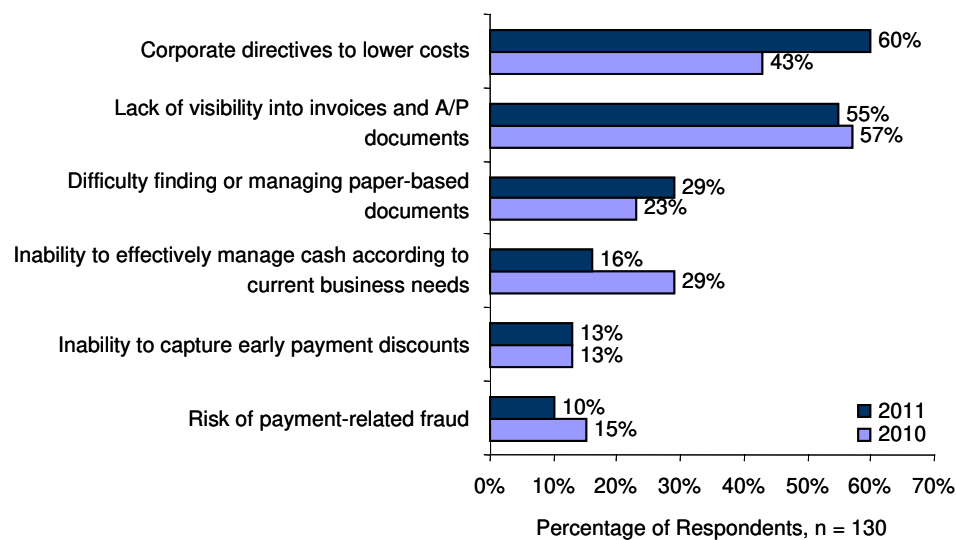 Corporate directives to lower costs
60%
43%
Lack of visibility into invoices and A/P
documents
55%
57%
Difficulty finding or managing paper-based
documents
29%
23%
Inability to effectively manage cash according to
current business needs
16%
29%
Inability to capture early payment discounts
13%
13%
Risk of payment-related fraud
10%
15%
2011
2010
0% 10% 20% 30% 40% 50% 60% 70%
Percentage of Respondents, n = 130